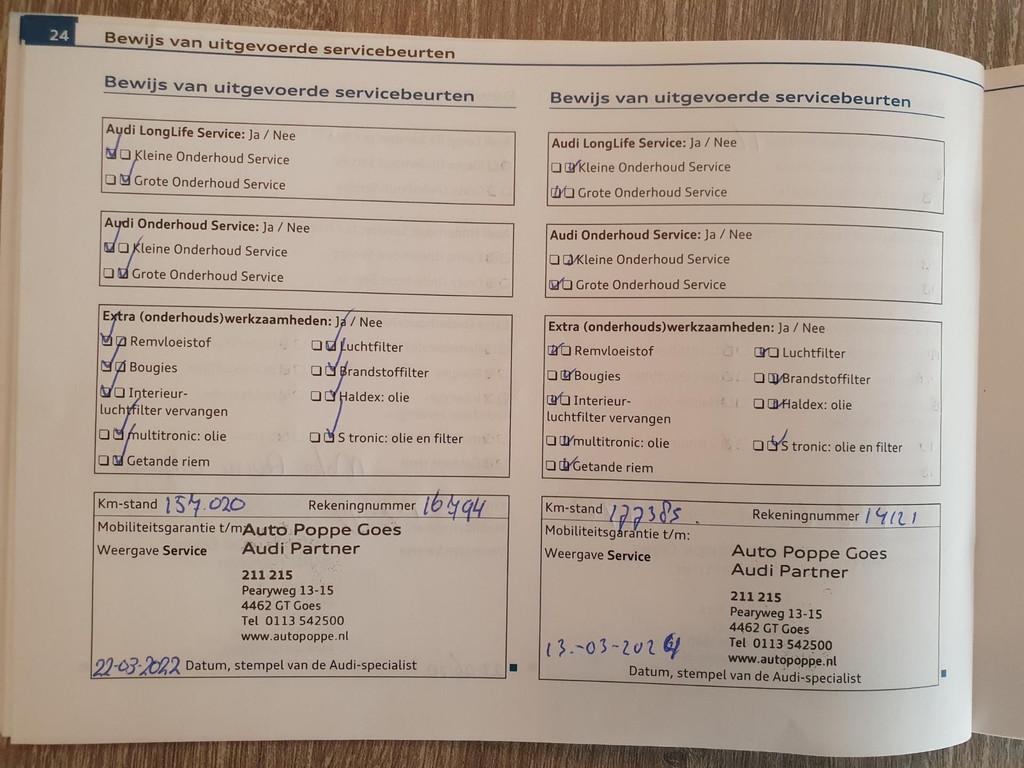 24
Bewijs van uitgevoerde servicebeurten
Bewijs van uitgevoerde servicebeurten
Audi LongLife Service: Ja / Nee
Kleine Onderhoud Service
Grote Onderhoud Service
Audi Onderhoud Service: Ja / Nee
Kleine Onderhoud Service
Grote Onderhoud Service
Extra (onderhouds)werkzaamheden: Ja / Nee
Remvloeistof
Luchtfilter
Bougies
Brandstoffilter
Interieur-
luchtfilter vervangen
Haldex: olie
multitronic: olie
S tronic: olie en filter
Getande riem
Km-stand 157.020 Rekeningnummer 16794
Mobiliteitsgarantie t/m:
Auto Poppe Goes
Weergave Service
Audi Partner
211 215
Pearyweg 13-15
4462 GT Goes
Tel 0113 542500
www.autopoppe.nl
22-03-2022 Datum, stempel van de Audi-specialist
Bewijs van uitgevoerde servicebeurten
Audi LongLife Service: Ja / Nee
Kleine Onderhoud Service
Grote Onderhoud Service
Audi Onderhoud Service: Ja / Nee
Kleine Onderhoud Service
Grote Onderhoud Service
Extra (onderhouds)werkzaamheden: Ja / Nee
Remvloeistof
Luchtfilter
Bougies
Brandstoffilter
Interieur-
luchtfilter vervangen
Haldex: olie
multitronic: olie
S tronic: olie en filter
Getande riem
Km-stand 177385. Rekeningnummer 14121
Mobiliteitsgarantie t/m:
Weergave Service
Auto Poppe Goes
Audi Partner
211 215
Pearyweg 13-15
4462 GT Goes
Tel 0113 542500
www.autopoppe.nl
13.-03-2024
Datum, stempel van de Audi-specialist